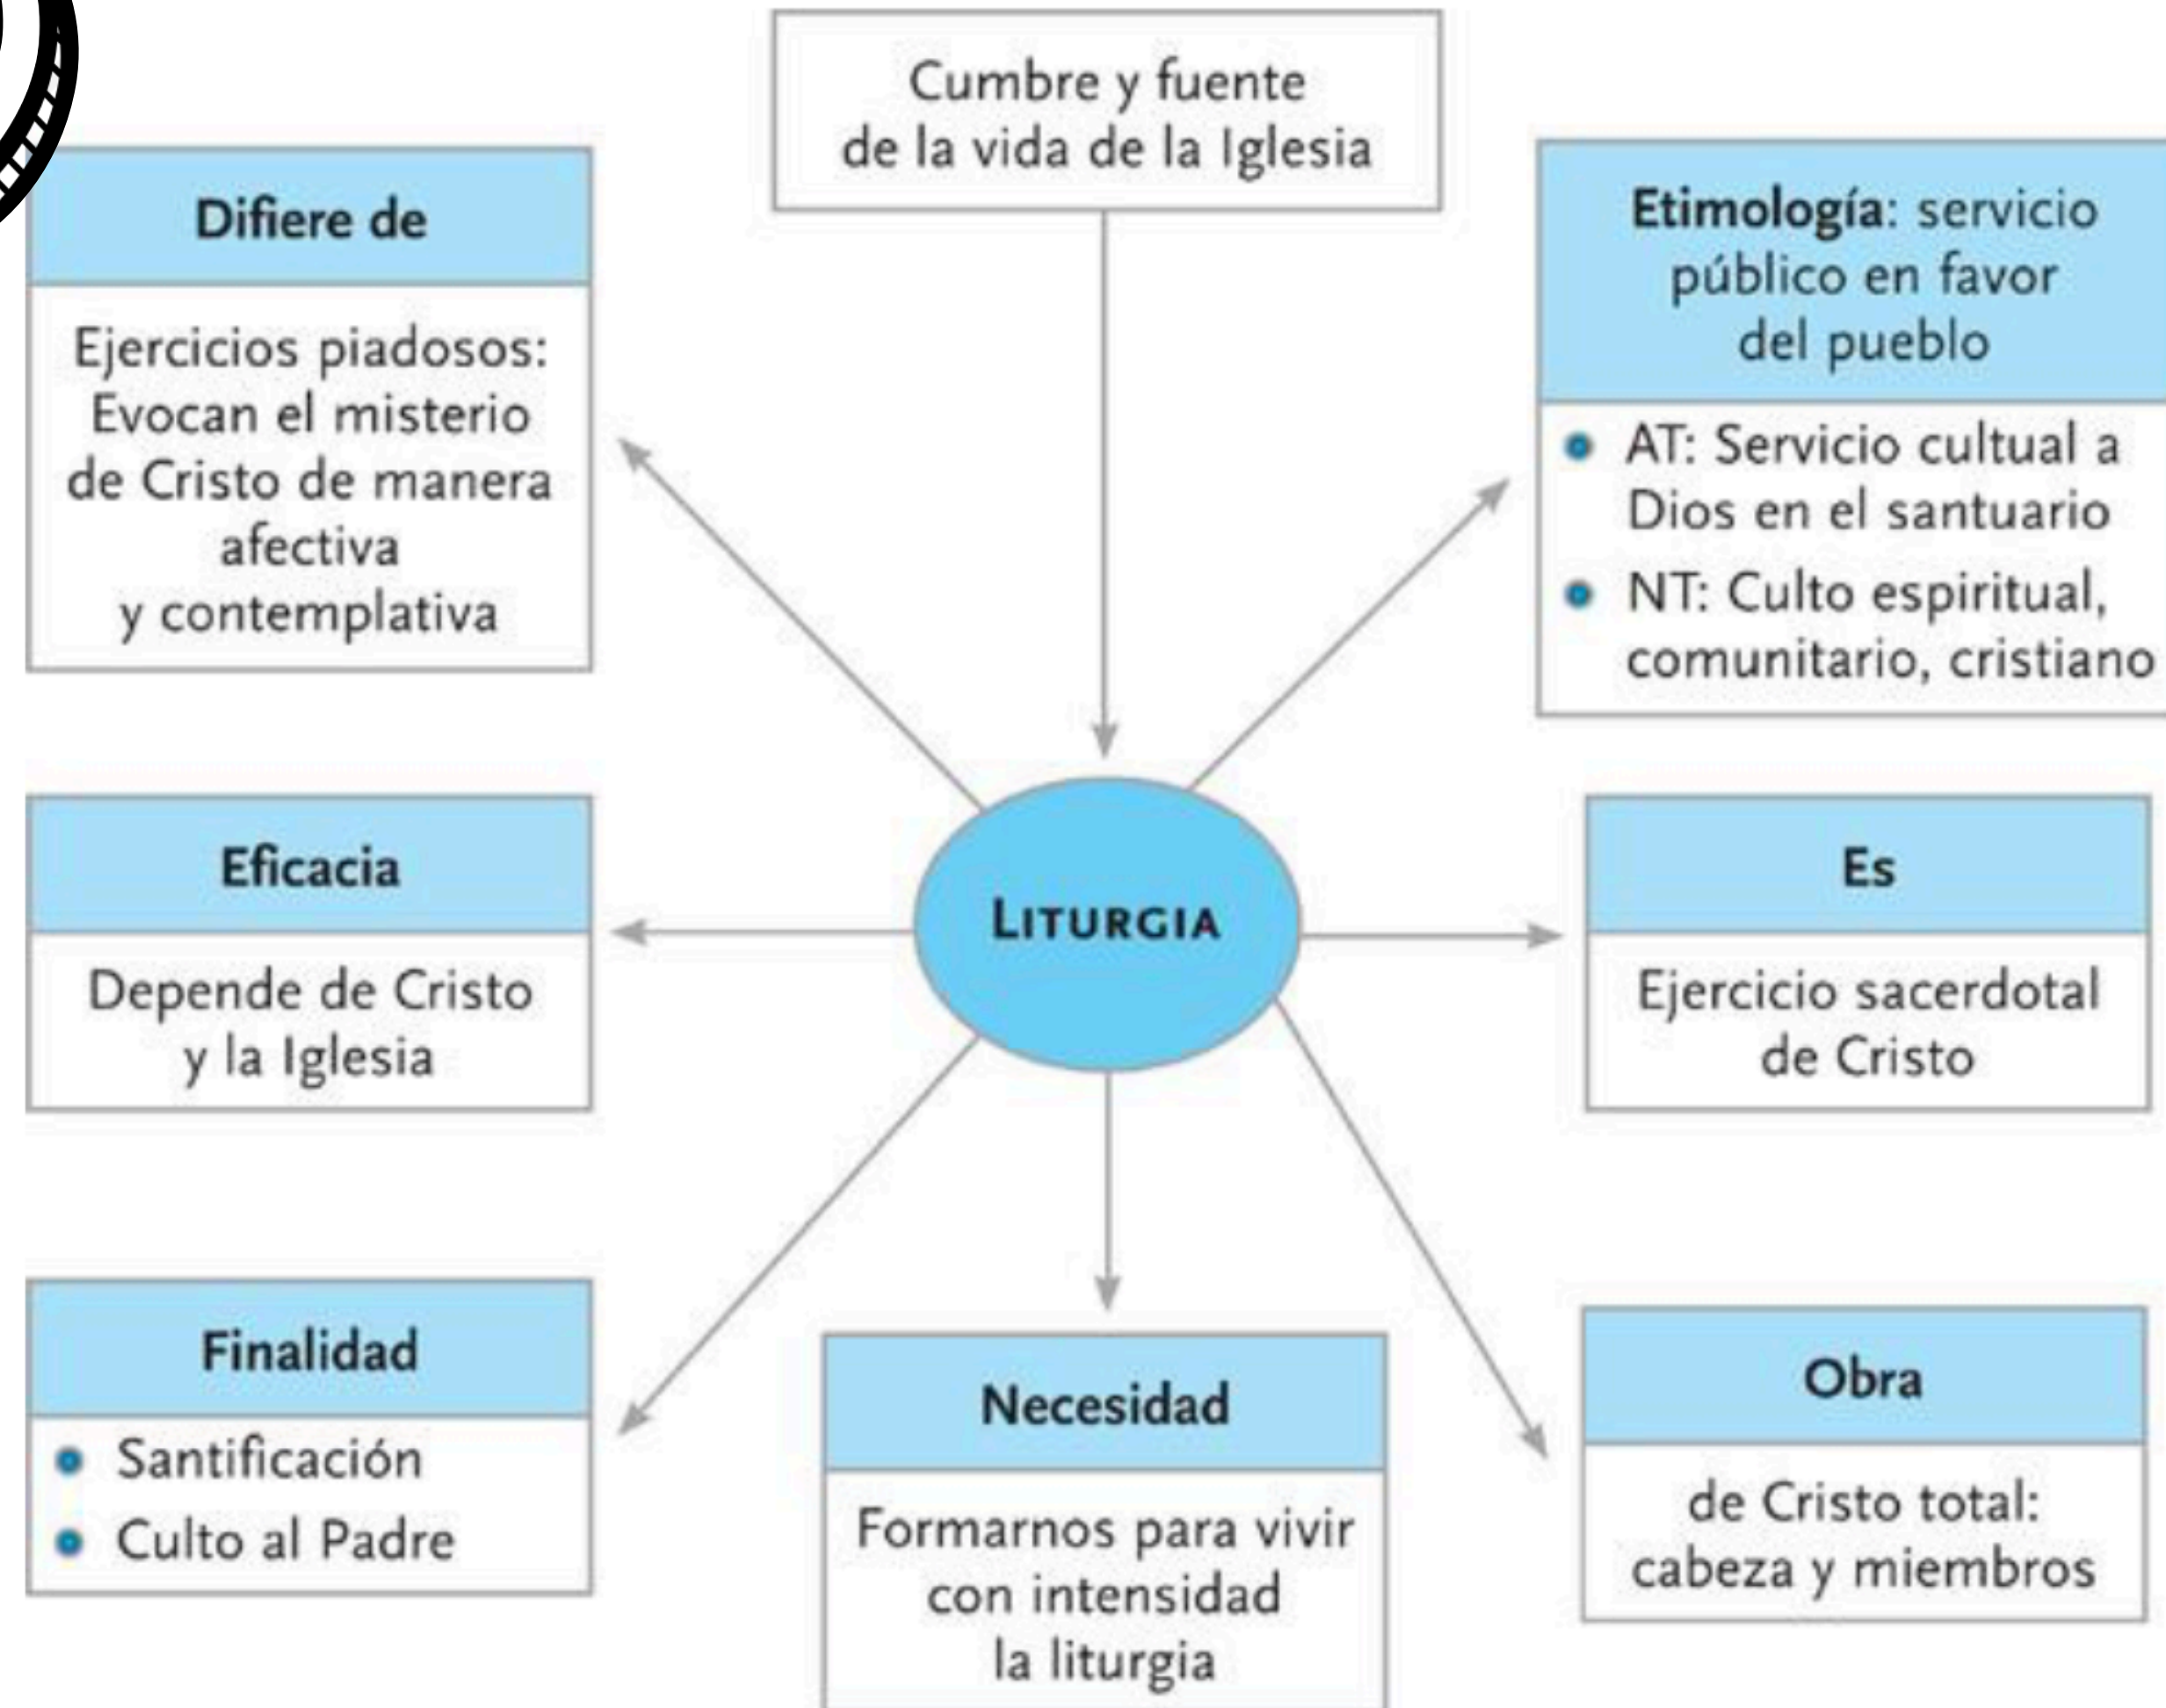 Cumbre y fuente
de la vida de la Iglesia
Difiere de
Ejercicios piadosos:
Evocan el misterio
de Cristo de manera
afectiva
y contemplativa
Etimología: servicio
público en favor
del pueblo
AT: Servicio cultual a
Dios en el santuario
NT: Culto espiritual,
comunitario, cristiano
Eficacia
Depende de Cristo
y la Iglesia
LITURGIA
Es
Ejercicio sacerdotal
de Cristo
Finalidad
Santificación
Culto al Padre
Necesidad
Formarnos para vivir
con intensidad
la liturgia
Obra
de Cristo total:
cabeza y miembros